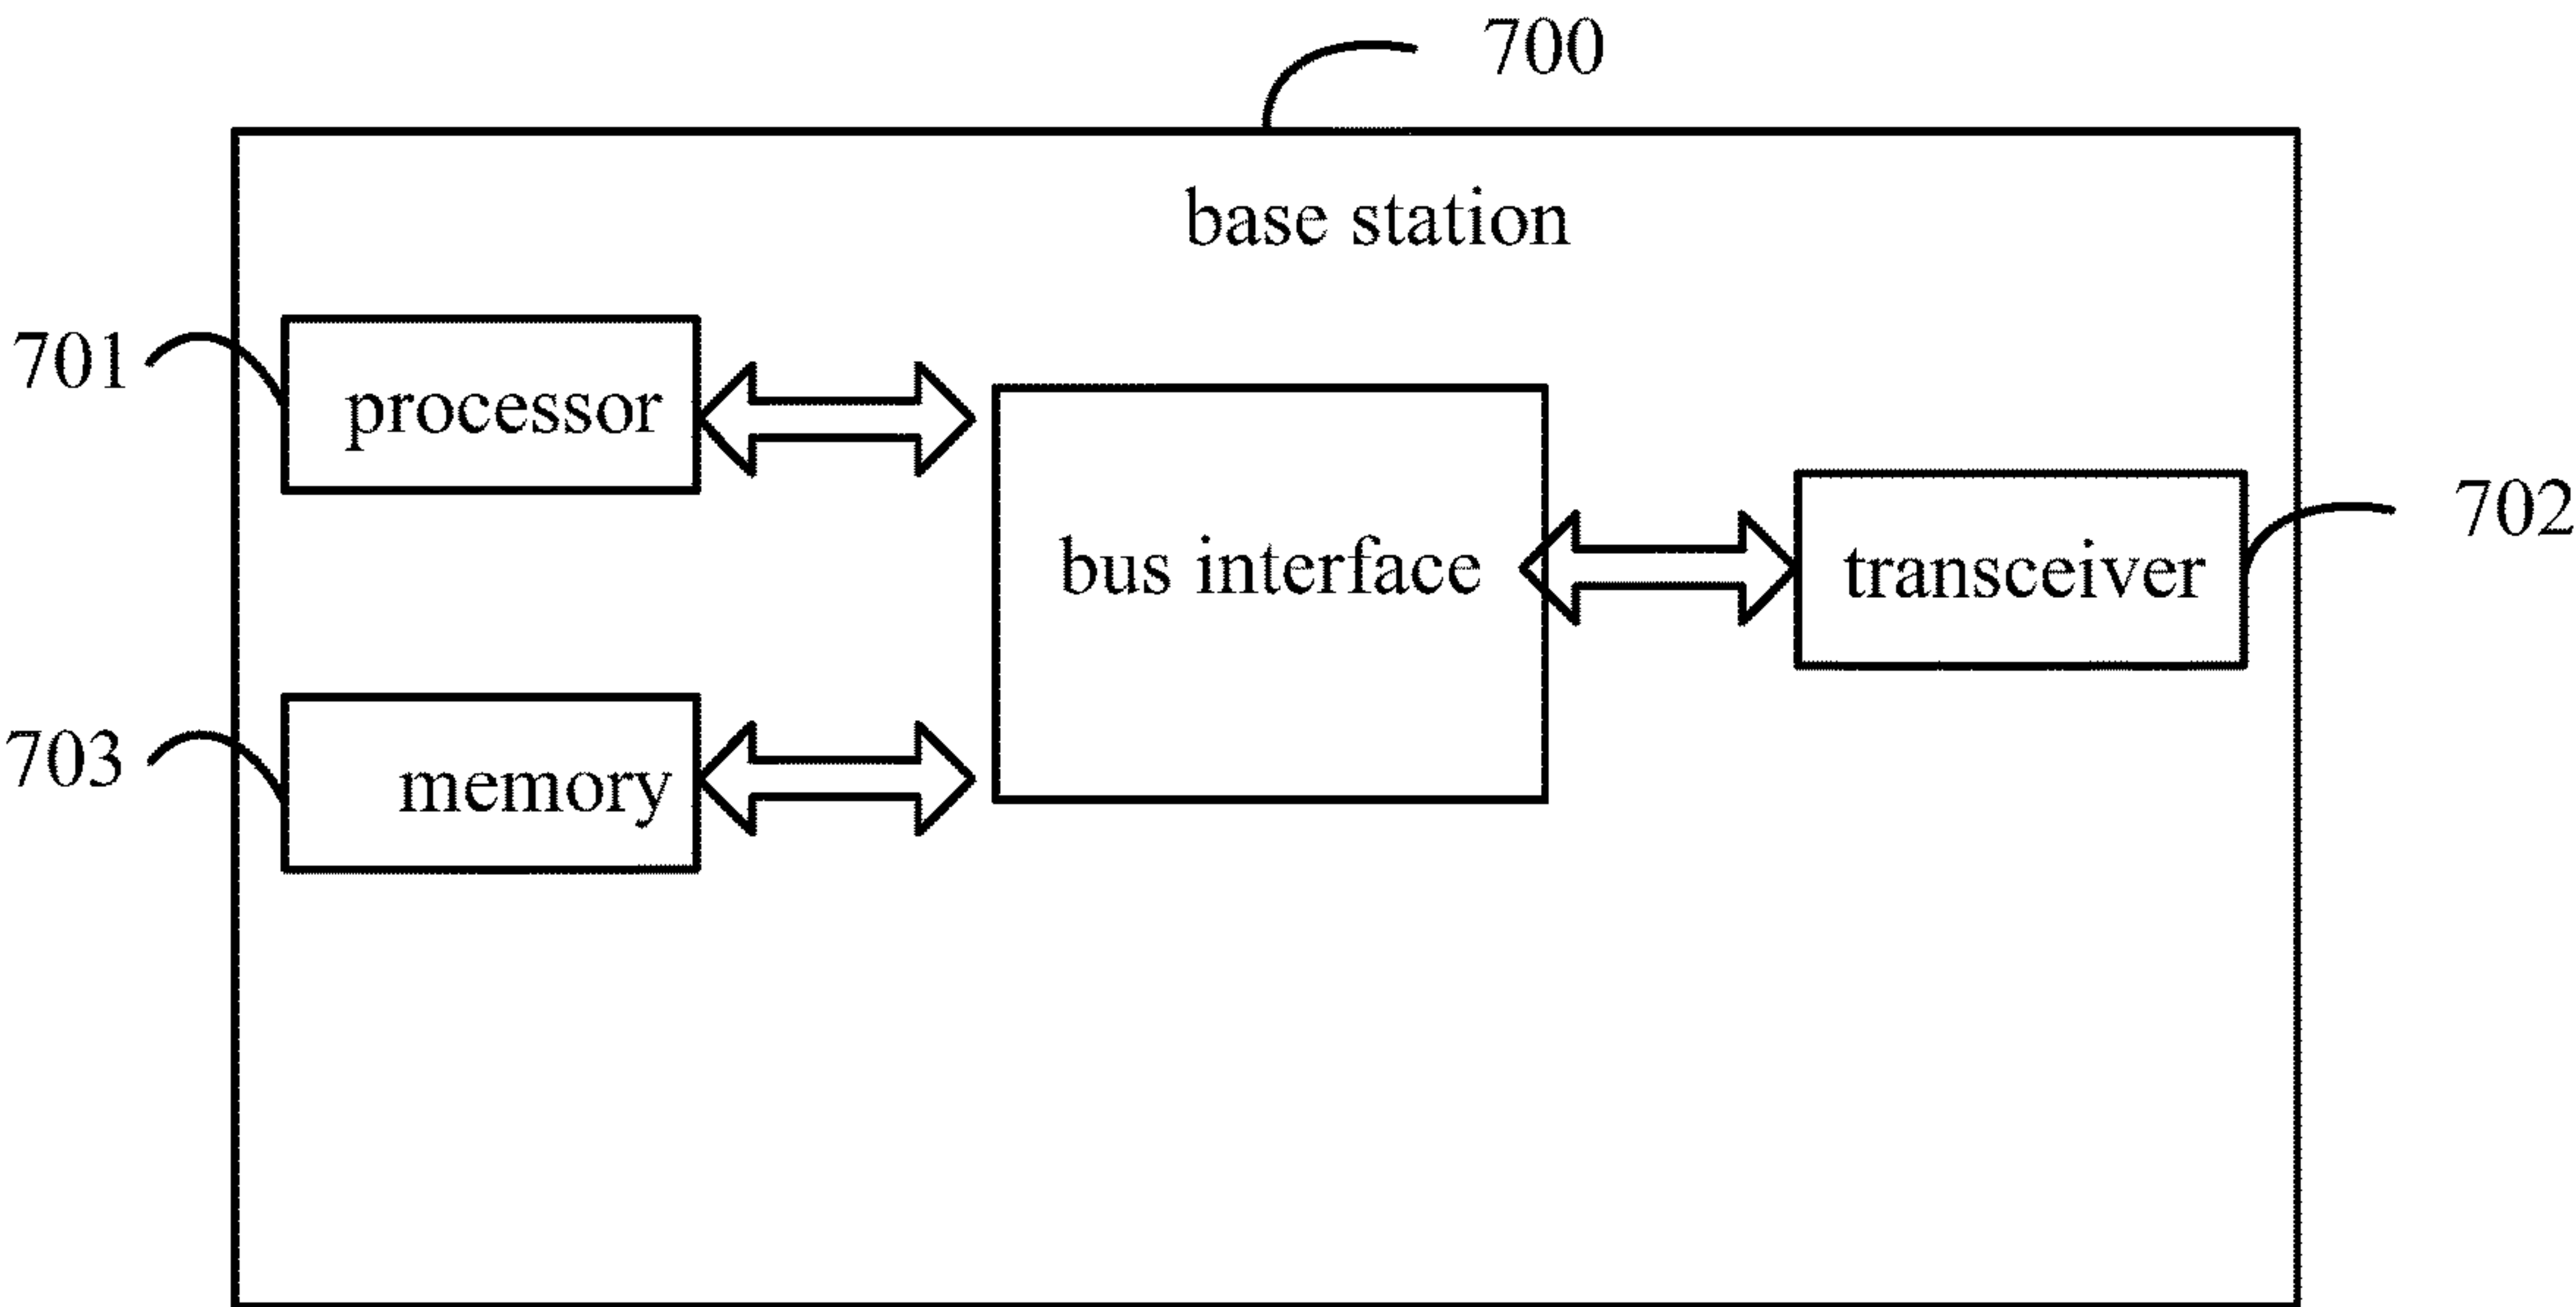 700
base station
701
processor
bus interface
702
transceiver
703
memory